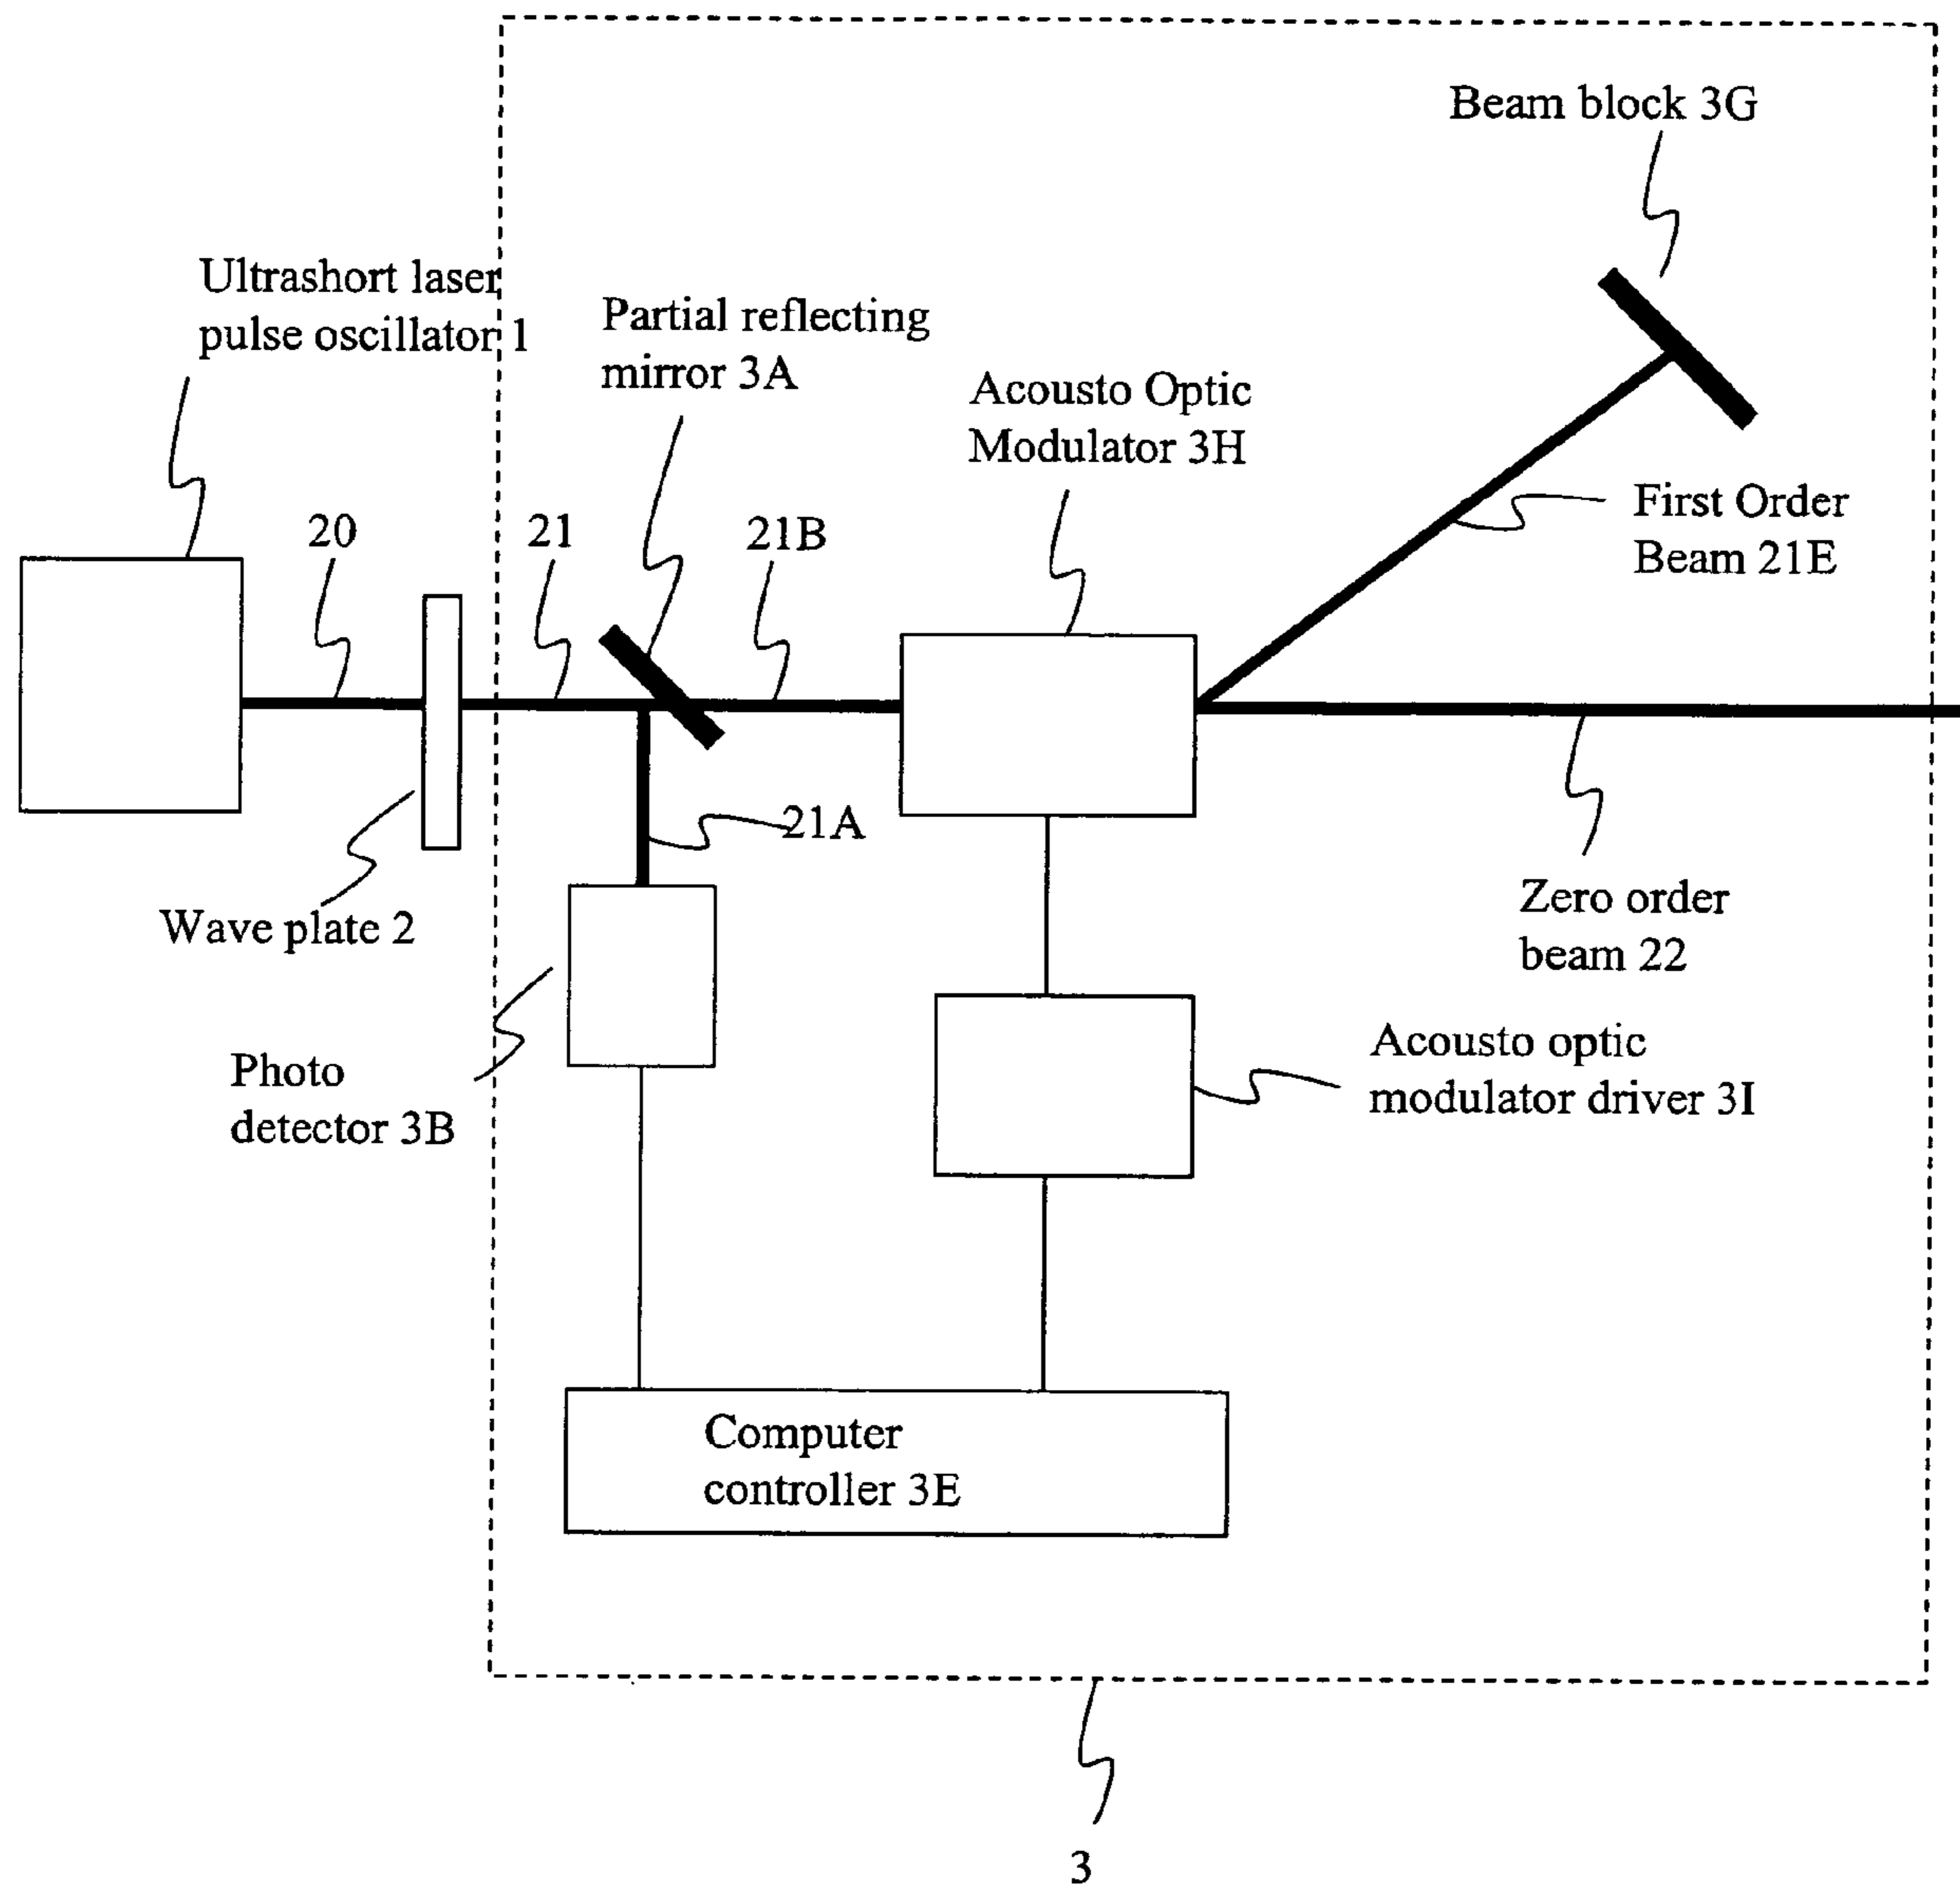 Beam block 3G
Ultrashort laser
pulse oscillator 1
Partial reflecting
mirror 3A
Acousto Optic
Modulator 3H
First Order
Beam 21E
20
21
21B
21A
Wave plate 2
Zero order
beam 22
Photo
detector 3B
Acousto optic
modulator driver 3I
Computer
controller 3E
3